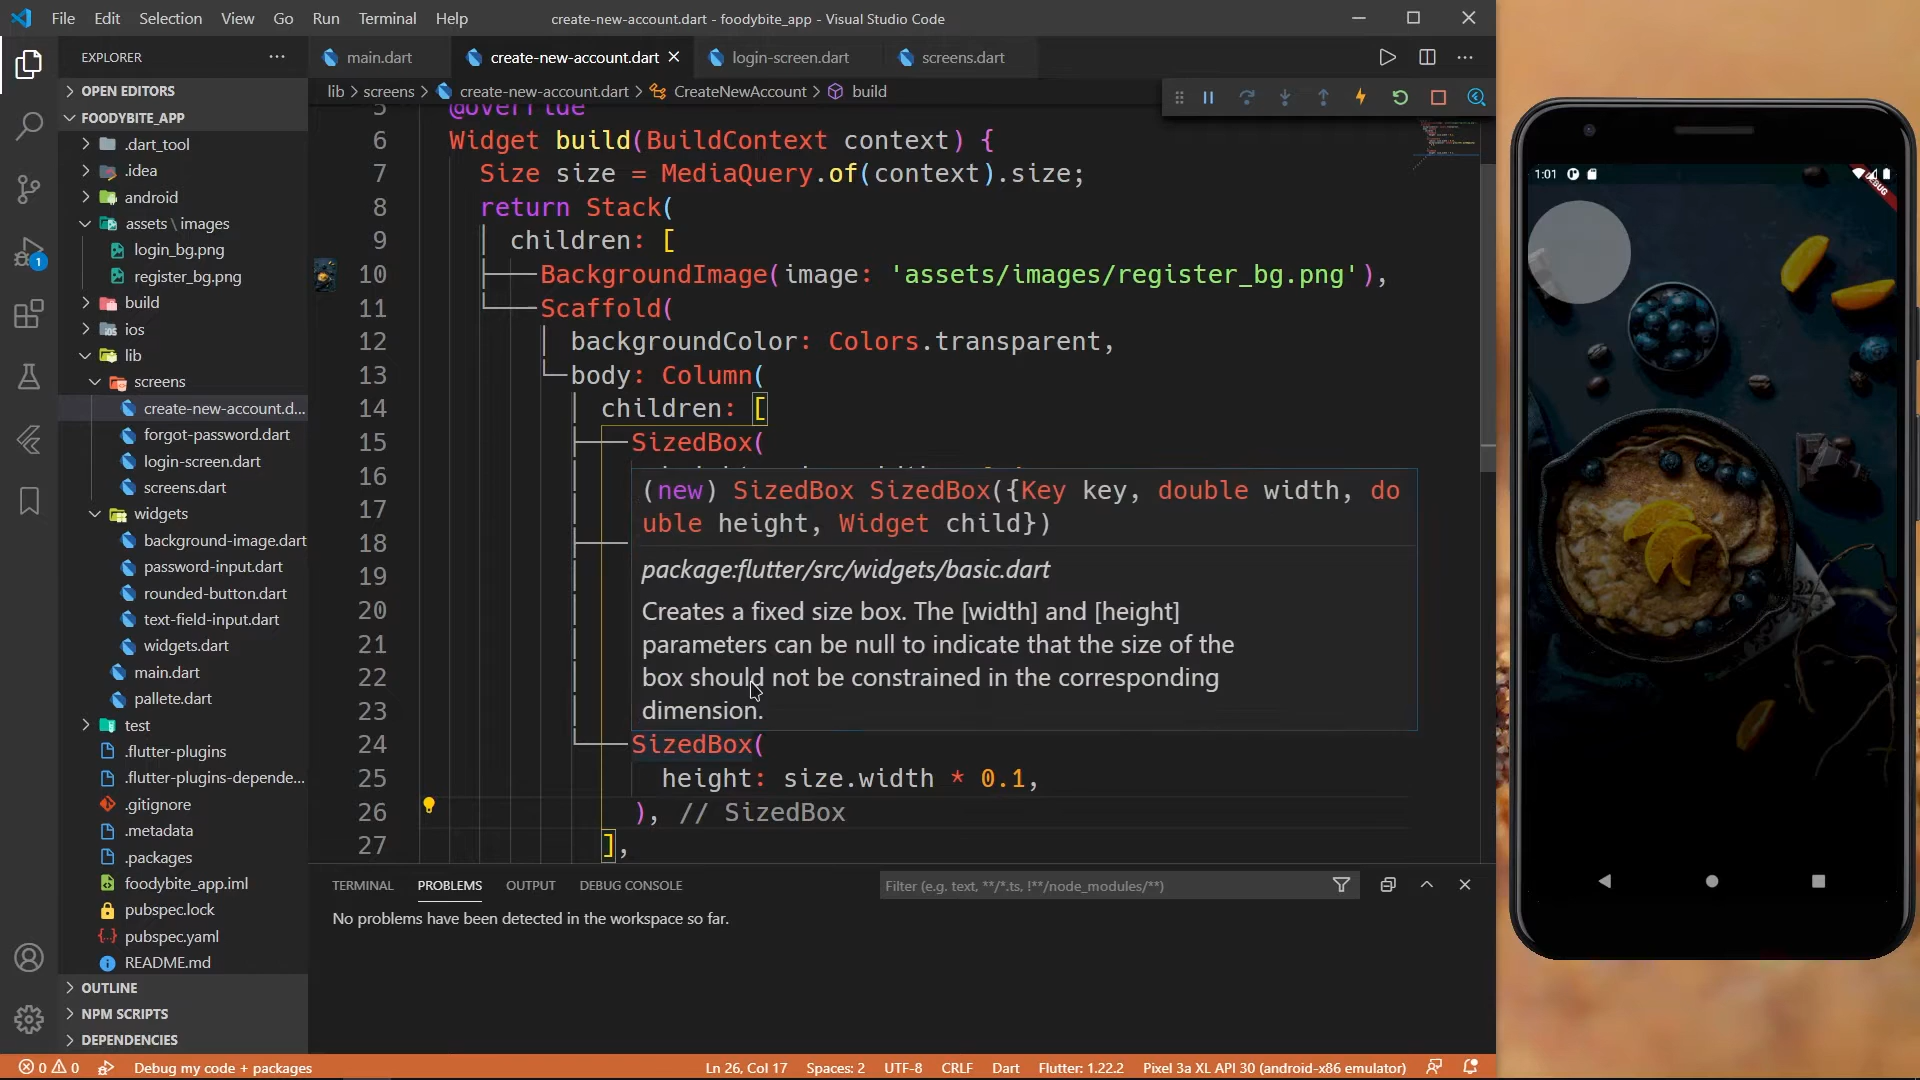 File Edit Selection View Go Run Terminal Help
create-new-account.dart - foodybite_app - Visual Studio Code
EXPLORER
main.dart
create-new-account.dart
login-screen.dart
screens.dart
OPEN EDITORS
lib > screens > create-new-account.dart > CreateNewAccount > build
FOODYBITE_APP
.dart_tool
.idea
android
assets \ images
login_bg.png
register_bg.png
build
ios
lib
screens
create-new-account.d...
forgot-password.dart
login-screen.dart
screens.dart
widgets
background-image.dart
password-input.dart
rounded-button.dart
text-field-input.dart
widgets.dart
main.dart
pallete.dart
test
.flutter-plugins
.flutter-plugins-depende...
.gitignore
.metadata
.packages
foodybite_app.iml
pubspec.lock
pubspec.yaml
README.md
OUTLINE
NPM SCRIPTS
DEPENDENCIES
1
5 @override
6 Widget build(BuildContext context) {
7 Size size = MediaQuery.of(context).size;
8 return Stack(
9 children: [
10 BackgroundImage(image: 'assets/images/register_bg.png'),
11 Scaffold(
12 backgroundColor: Colors.transparent,
13 body: Column(
14 children: [
15 SizedBox(
16
17
18
19
20
21
22
23
(new) SizedBox SizedBox({Key key, double width, do
uble height, Widget child})
package:flutter/src/widgets/basic.dart
Creates a fixed size box. The [width] and [height]
parameters can be null to indicate that the size of the
box should not be constrained in the corresponding
dimension.
24 SizedBox(
25 height: size.width * 0.1,
26 ), // SizedBox
27 ],
TERMINAL PROBLEMS OUTPUT DEBUG CONSOLE
Filter (e.g. text, **/*.ts, !**/node_modules/**)
No problems have been detected in the workspace so far.
0 0 Debug my code + packages
Ln 26, Col 17 Spaces: 2 UTF-8 CRLF Dart Flutter: 1.22.2 Pixel 3a XL API 30 (android-x86 emulator)
1:01
DEBUG